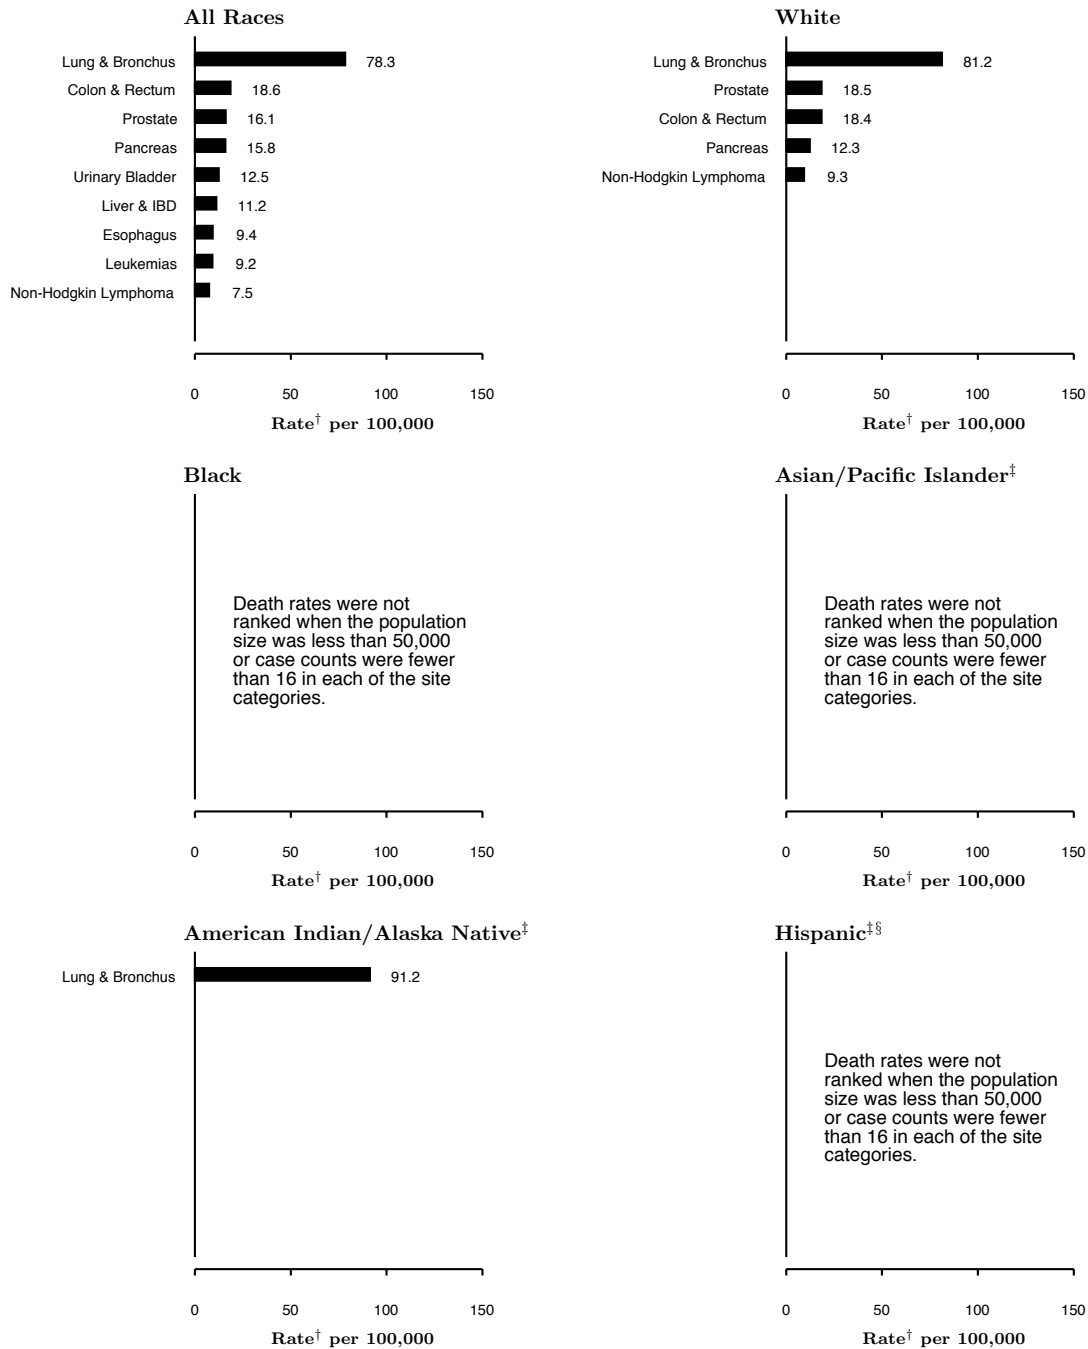 All Races
Lung & Bronchus 78.3
Colon & Rectum 18.6
Prostate 16.1
Pancreas 15.8
Urinary Bladder 12.5
Liver & IBD 11.2
Esophagus 9.4
Leukemias 9.2
Non-Hodgkin Lymphoma 7.5
0 50 100 150
Rate† per 100,000
White
Lung & Bronchus 81.2
Prostate 18.5
Colon & Rectum 18.4
Pancreas 12.3
Non-Hodgkin Lymphoma 9.3
0 50 100 150
Rate† per 100,000
Black
Death rates were not
ranked when the population
size was less than 50,000
or case counts were fewer
than 16 in each of the site
categories.
0 50 100 150
Rate† per 100,000
Asian/Pacific Islander‡
Death rates were not
ranked when the population
size was less than 50,000
or case counts were fewer
than 16 in each of the site
categories.
0 50 100 150
Rate† per 100,000
American Indian/Alaska Native‡
Lung & Bronchus 91.2
0 50 100 150
Rate† per 100,000
Hispanic‡§
Death rates were not
ranked when the population
size was less than 50,000
or case counts were fewer
than 16 in each of the site
categories.
0 50 100 150
Rate† per 100,000